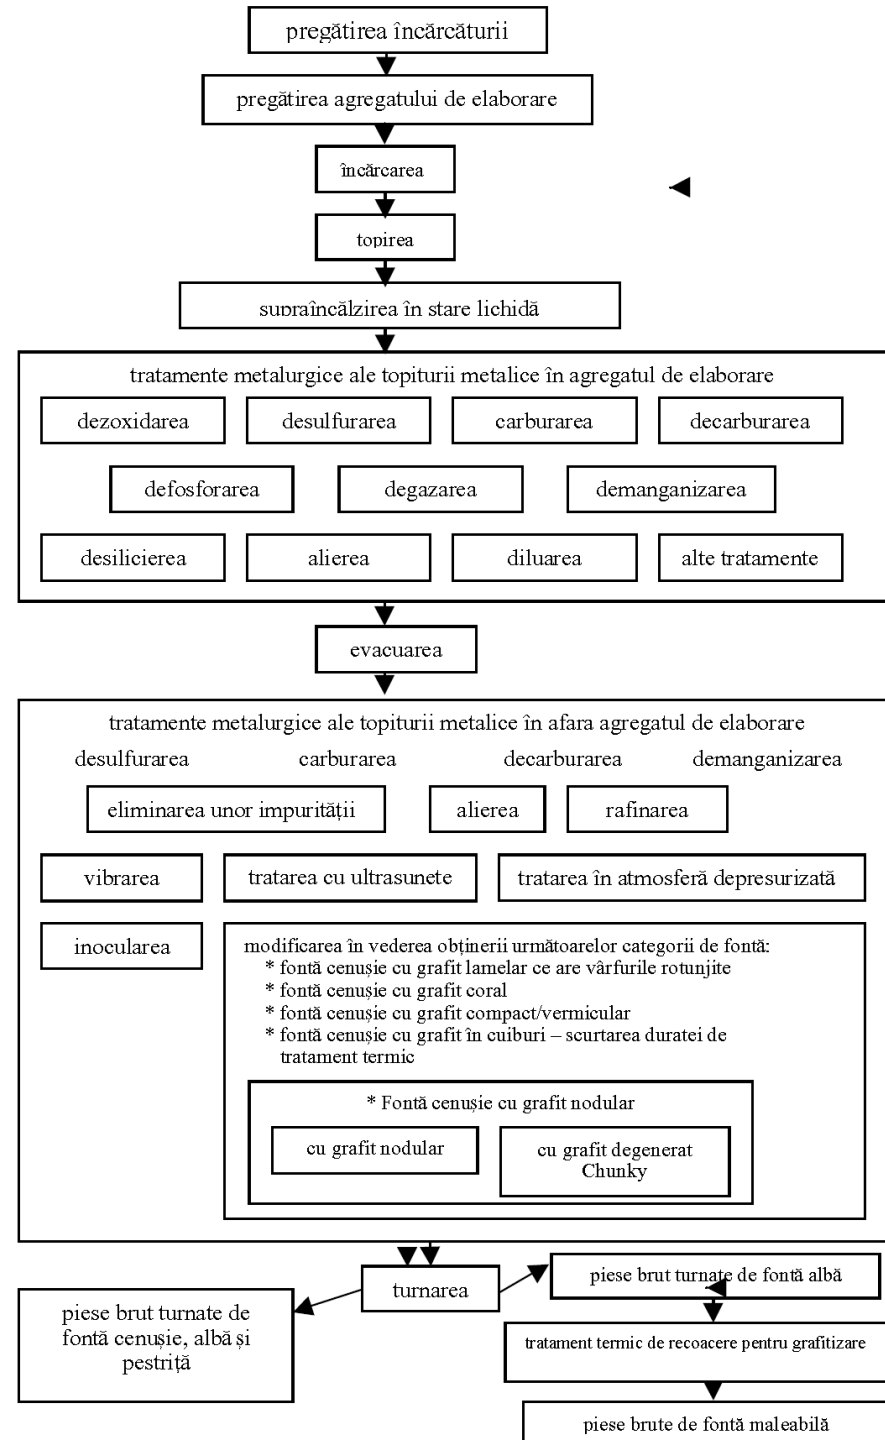 pregătirea încărcăturii
pregătirea agregatului de elaborare
încărcarea
topirea
supraîncălzirea în stare lichidă
tratamente metalurgice ale topiturii metalice în agregatul de elaborare
dezoxidarea desulfurarea carburarea decarburarea
defosforarea degazarea demanganizarea
desilicierea alierea diluarea alte tratamente
evacuarea
tratamente metalurgice ale topiturii metalice în afara agregatul de elaborare
desulfurarea carburarea decarburarea demanganizarea
eliminarea unor impurității alierea rafinarea
vibrarea tratarea cu ultrasunete tratarea în atmosferă depresurizată
inocularea
modificarea în vederea obținerii următoarelor categorii de fontă:
* fontă cenușie cu grafit lamelar ce are vârfurile rotunjite
* fontă cenușie cu grafit coral
* fontă cenușie cu grafit compact/vermicular
* fontă cenușie cu grafit în cuiburi – scurtarea duratei de
tratament termic
* Fontă cenușie cu grafit nodular
cu grafit nodular
cu grafit degenerat
Chunky
turnarea
piese brut turnate de fontă albă
piese brut turnate de
fontă cenușie, albă și
pestriță
tratament termic de recoacere pentru grafitizare
piese brute de fontă maleabilă